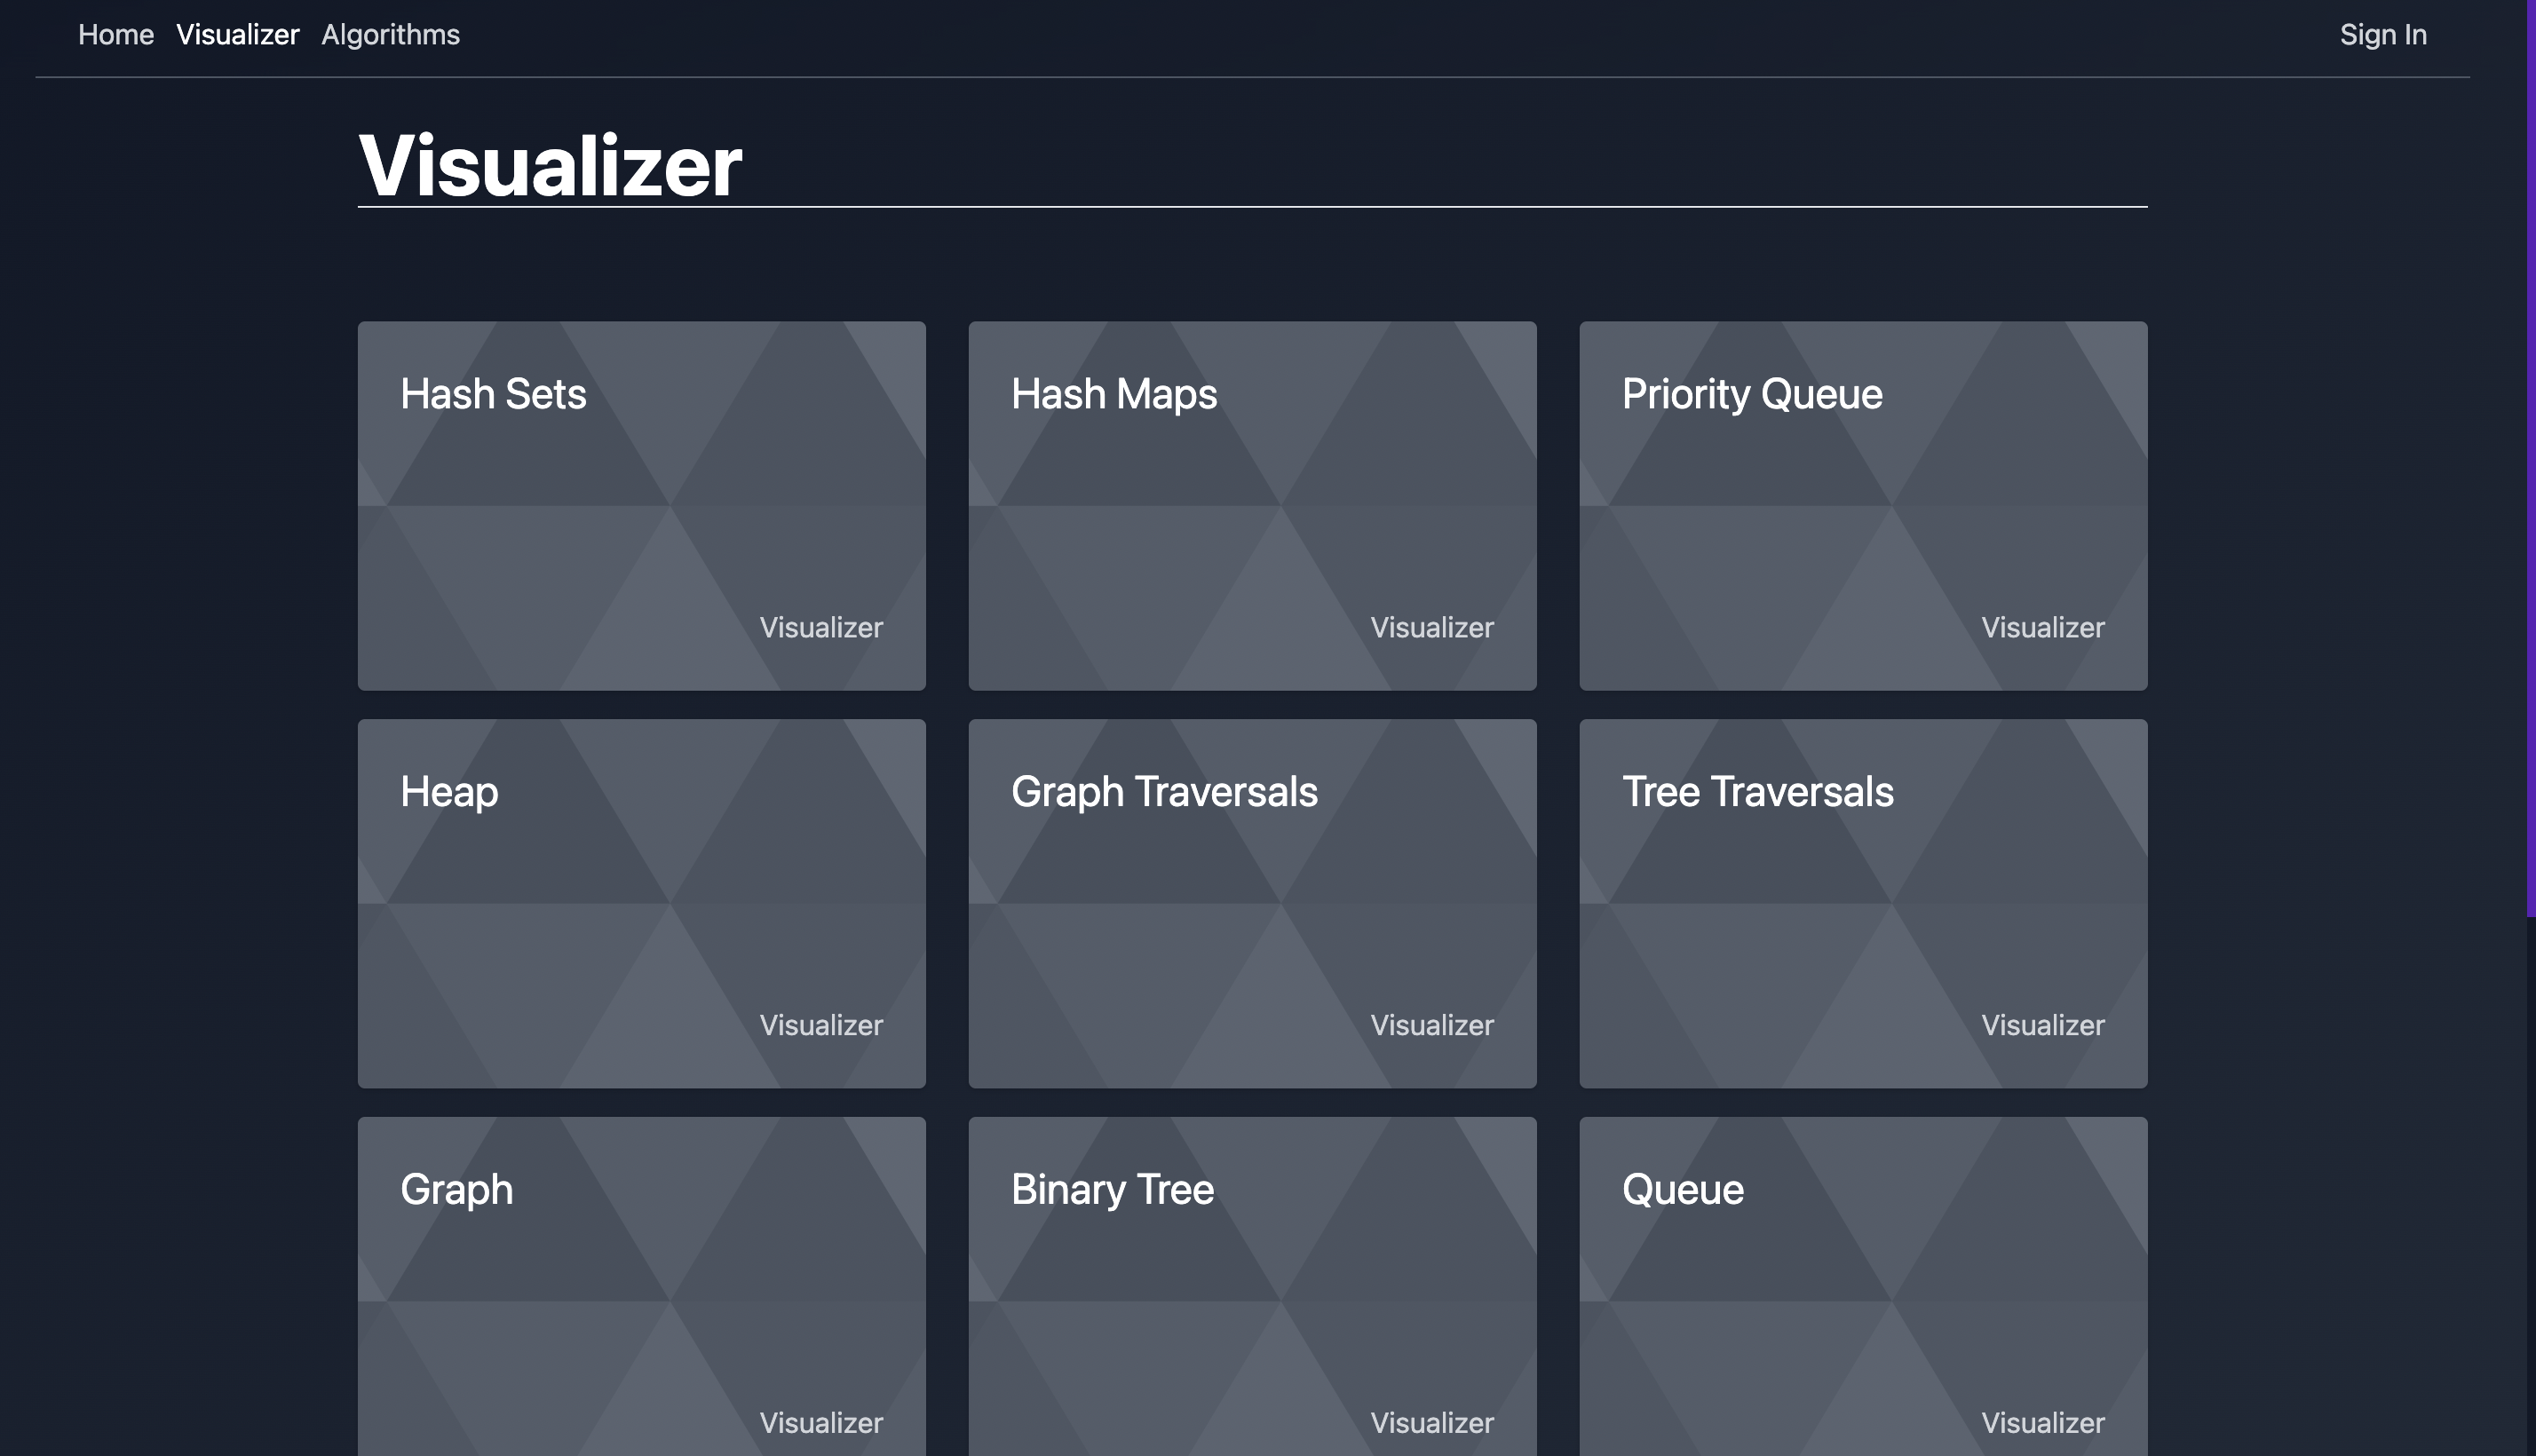 Home Visualizer Algorithms Sign In
Visualizer
Hash Sets
Visualizer
Hash Maps
Visualizer
Priority Queue
Visualizer
Heap
Visualizer
Graph Traversals
Visualizer
Tree Traversals
Visualizer
Graph
Visualizer
Binary Tree
Visualizer
Queue
Visualizer